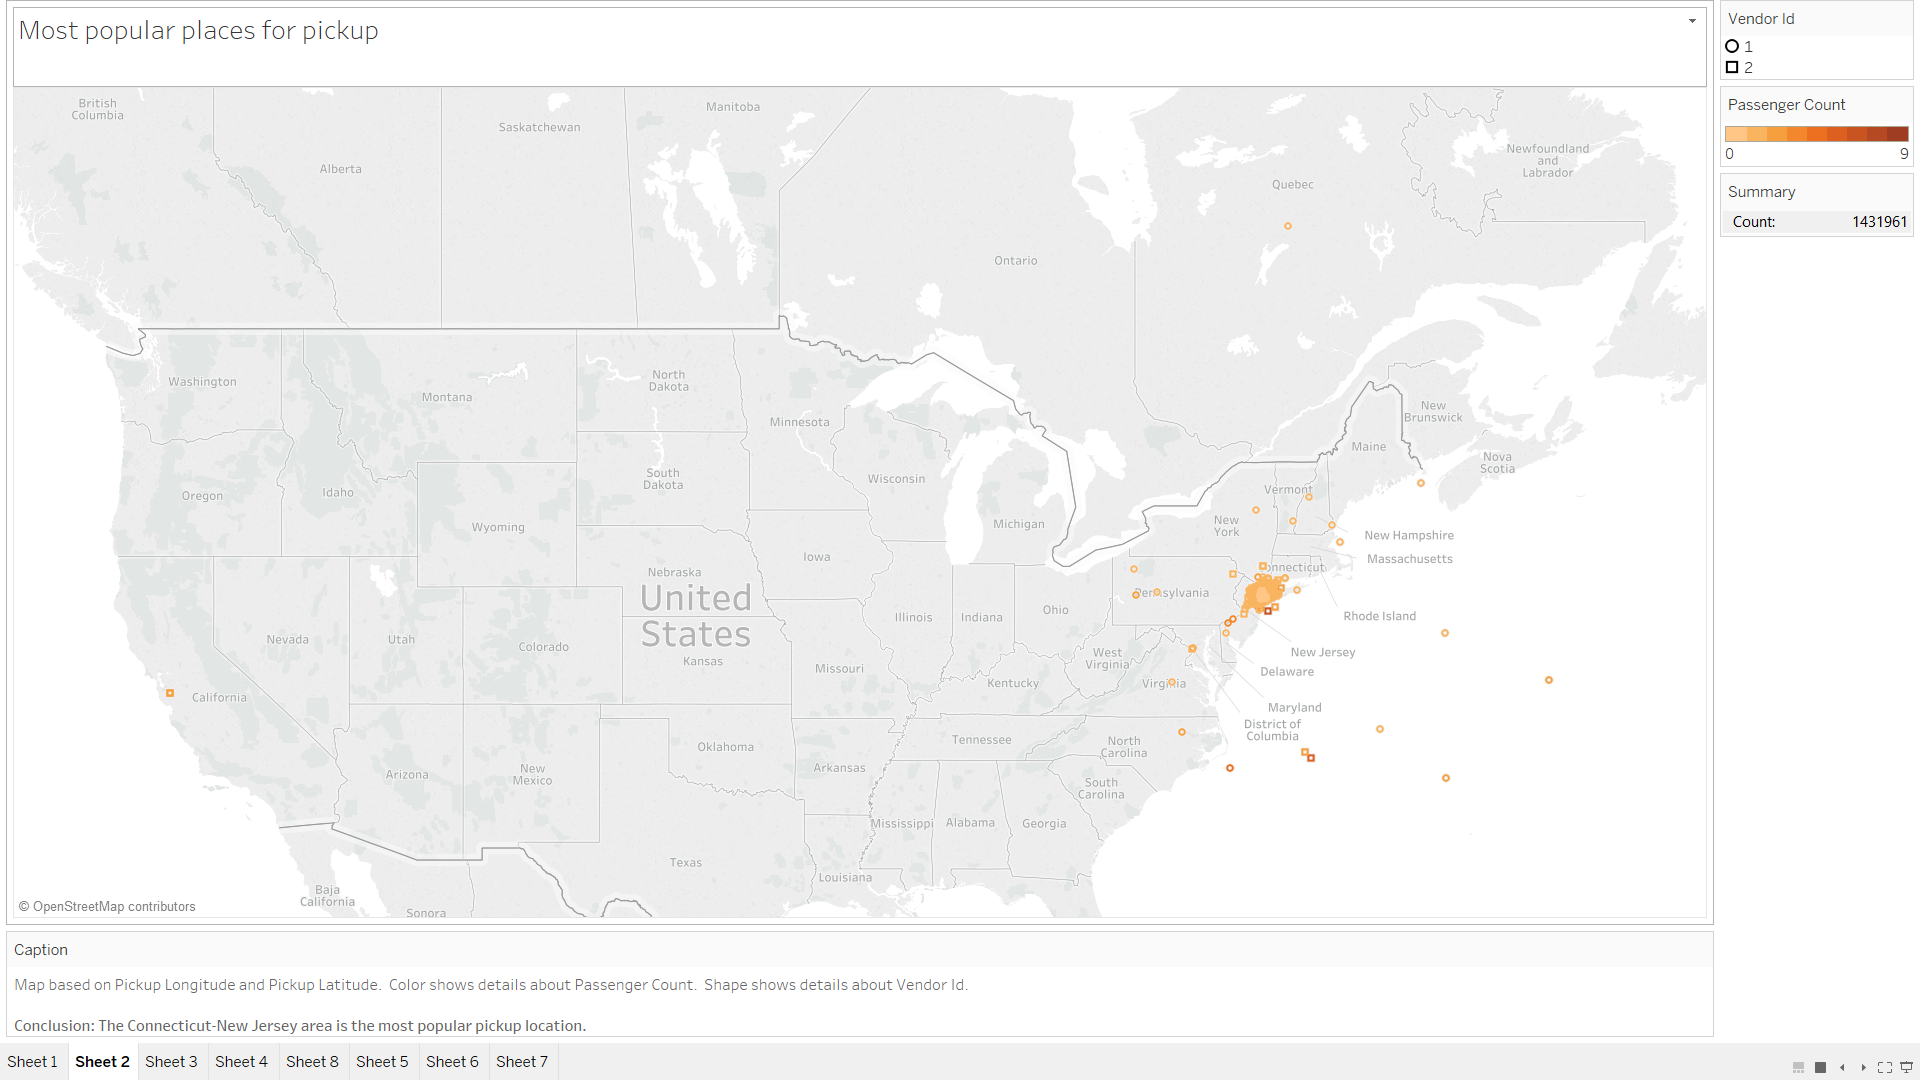 Most popular places for pickup
Vendor Id
1
2
Passenger Count
0
9
Summary
Count:
1431961
British
Columbia
Alberta
Saskatchewan
Manitoba
Ontario
Quebec
Newfoundland
and
Labrador
Washington
Montana
North
Dakota
Minnesota
New
Brunswick
Maine
Nova
Scotia
Oregon
Idaho
South
Dakota
Wisconsin
Vermont
Wyoming
Michigan
New
York
New Hampshire
Iowa
Massachusetts
Nebraska
Connecticut
Pennsylvania
United
States
Ohio
Illinois
Indiana
Rhode Island
Nevada
Utah
Colorado
Kansas
Missouri
West
Virginia
New Jersey
Delaware
California
Kentucky
Virginia
Maryland
District of
Columbia
Oklahoma
Tennessee
North
Carolina
Arizona
New
Mexico
Arkansas
South
Carolina
Mississippi
Alabama
Georgia
Texas
Louisiana
Baja
California
Sonora
© OpenStreetMap contributors
Caption
Map based on Pickup Longitude and Pickup Latitude. Color shows details about Passenger Count. Shape shows details about Vendor Id.
Conclusion: The Connecticut-New Jersey area is the most popular pickup location.
Sheet 1
Sheet 2
Sheet 3
Sheet 4
Sheet 8
Sheet 5
Sheet 6
Sheet 7